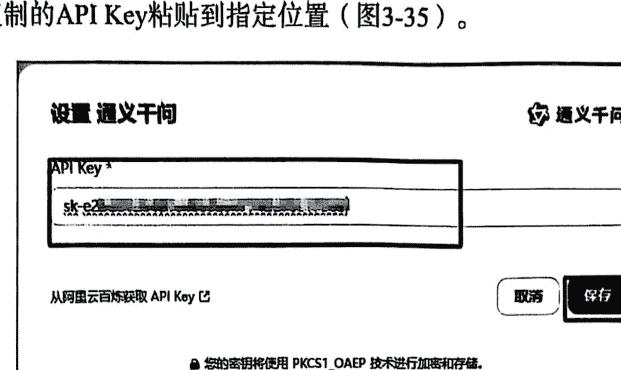 制的API Key粘贴到指定位置（图3-35）。
设置 通义千问
通义千问
API Key *
sk-e2
从阿里云百炼获取 API Key
取消
保存
您的密钥将使用 PKCS1_OAEP 技术进行加密和存储。